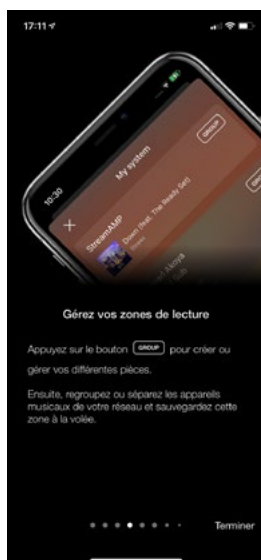 17:11
10:30
My system
GROUP
StreamAMP
Down (feat. The Ready Set)
GROUP
Akoya
Sub
Gérez vos zones de lecture
Appuyez sur le bouton GROUP pour créer ou
gérer vos différentes pièces.
Ensuite, regroupez ou séparez les appareils
musicaux de votre réseau et sauvegardez cette
zone à la volée.
Terminer